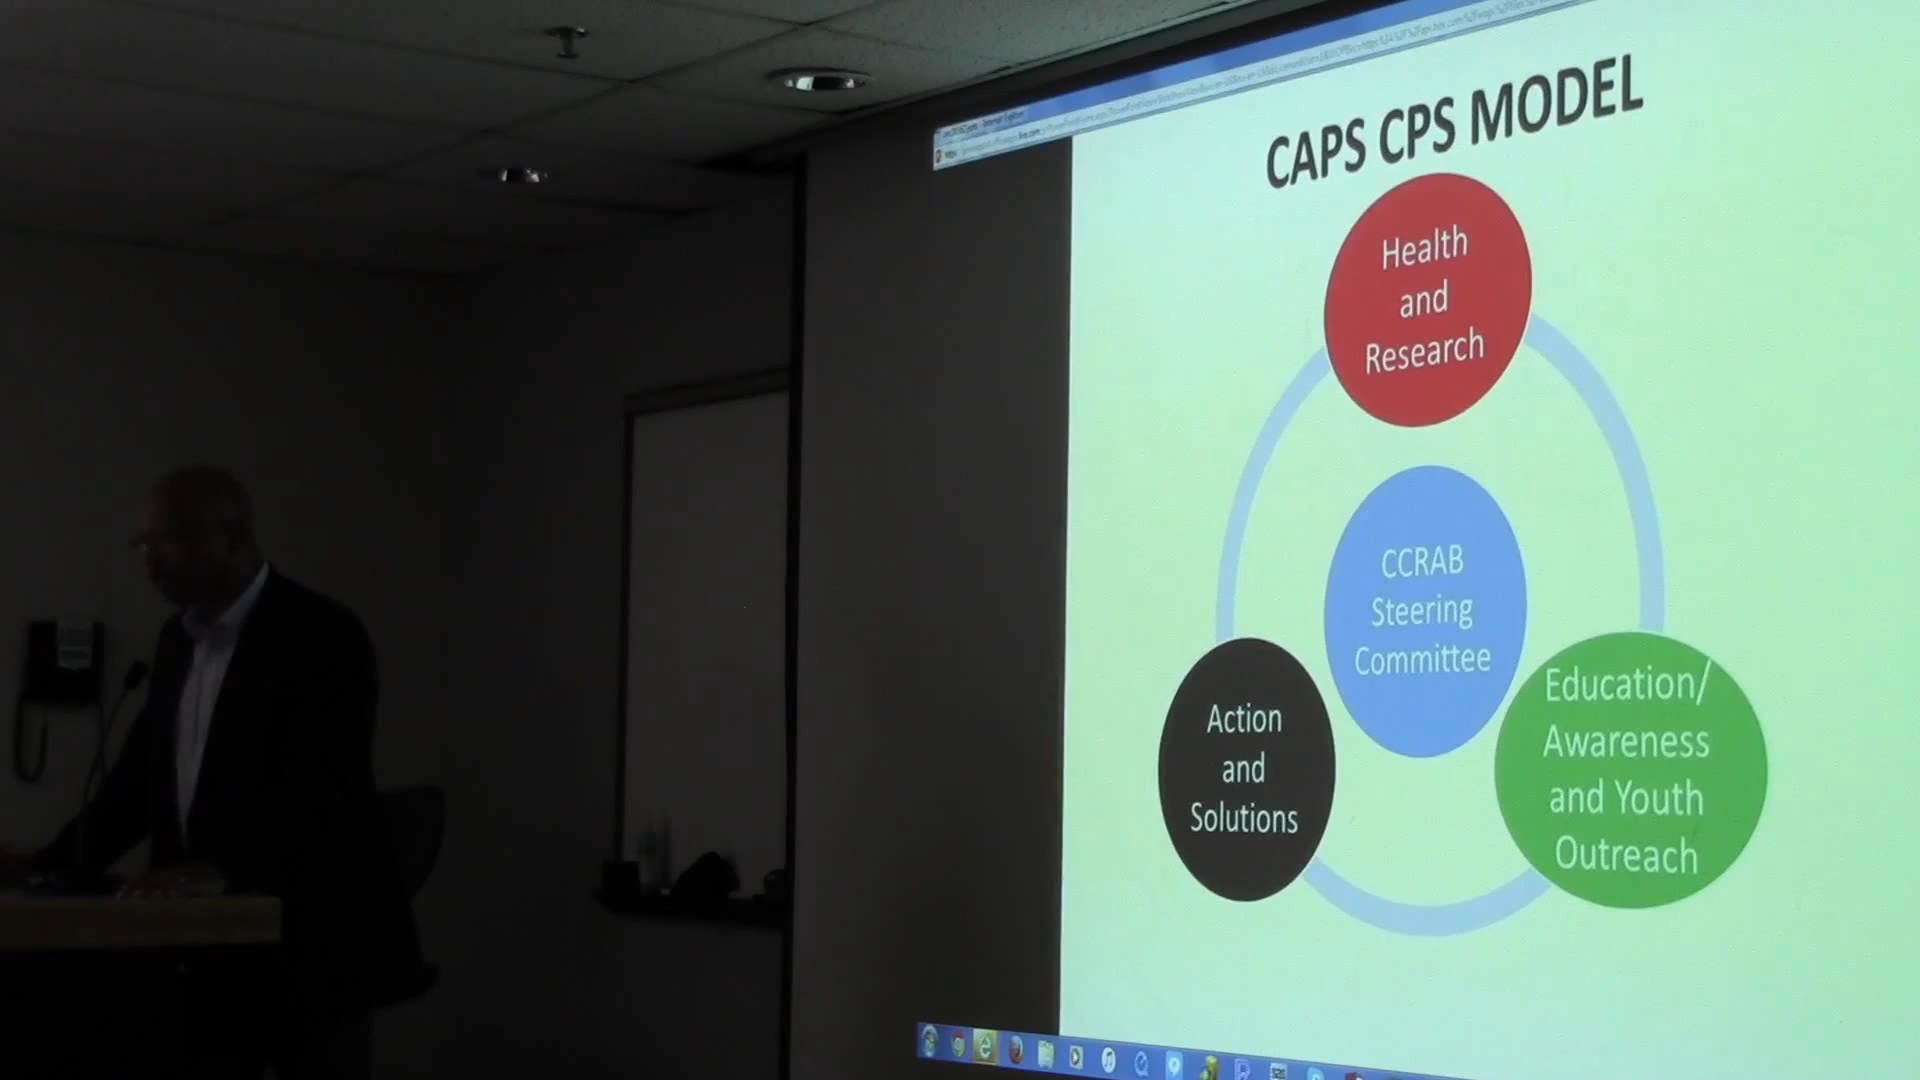 CAPS CPS MODEL
Health
and
Research
CCRAB
Steering
Committee
Action
and
Solutions
Education/
Awareness
and Youth
Outreach